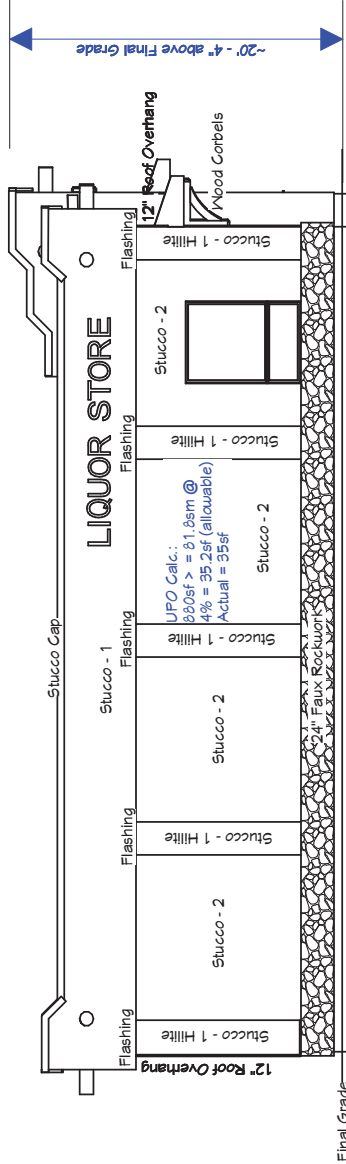 ~20' - 4" above Final Grade
Stucco Cap
Stucco - 1
LIQUOR STORE
12" Roof Overhang
Wood Corbels
Flashing
Flashing
Flashing
Flashing
Flashing
Stucco - 1 Hilite
Stucco - 2
Stucco - 1 Hilite
Stucco - 2
Stucco - 1 Hilite
UPO Calc.:
880sf > = 81.8sm @
4% = 35.2sf (allowable)
Actual = 35sf
Stucco - 2
Stucco - 1 Hilite
Stucco - 2
Stucco - 1 Hilite
12" Roof Overhang
24" Faux Rockwork
Final Grade